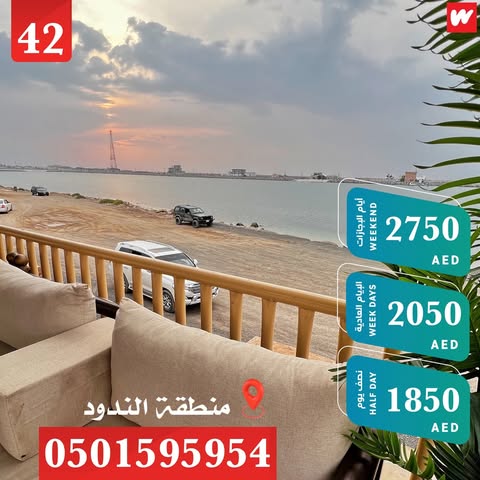 42
W
أيام الإجازات
WEEKEND
2750
AED
الأيام العادية
WEEK DAYS
2050
AED
نصف يوم
HALF DAY
1850
AED
منطقة الندود
0501595954